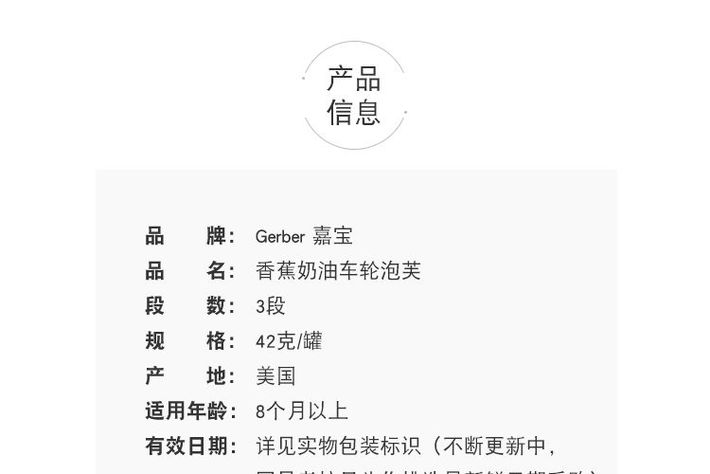 产品
信息
品 牌： Gerber 嘉宝
品 名： 香蕉奶油车轮泡芙
段 数： 3段
规 格： 42克/罐
产 地： 美国
适用年龄： 8个月以上
有效日期： 详见实物包装标识（不断更新中，